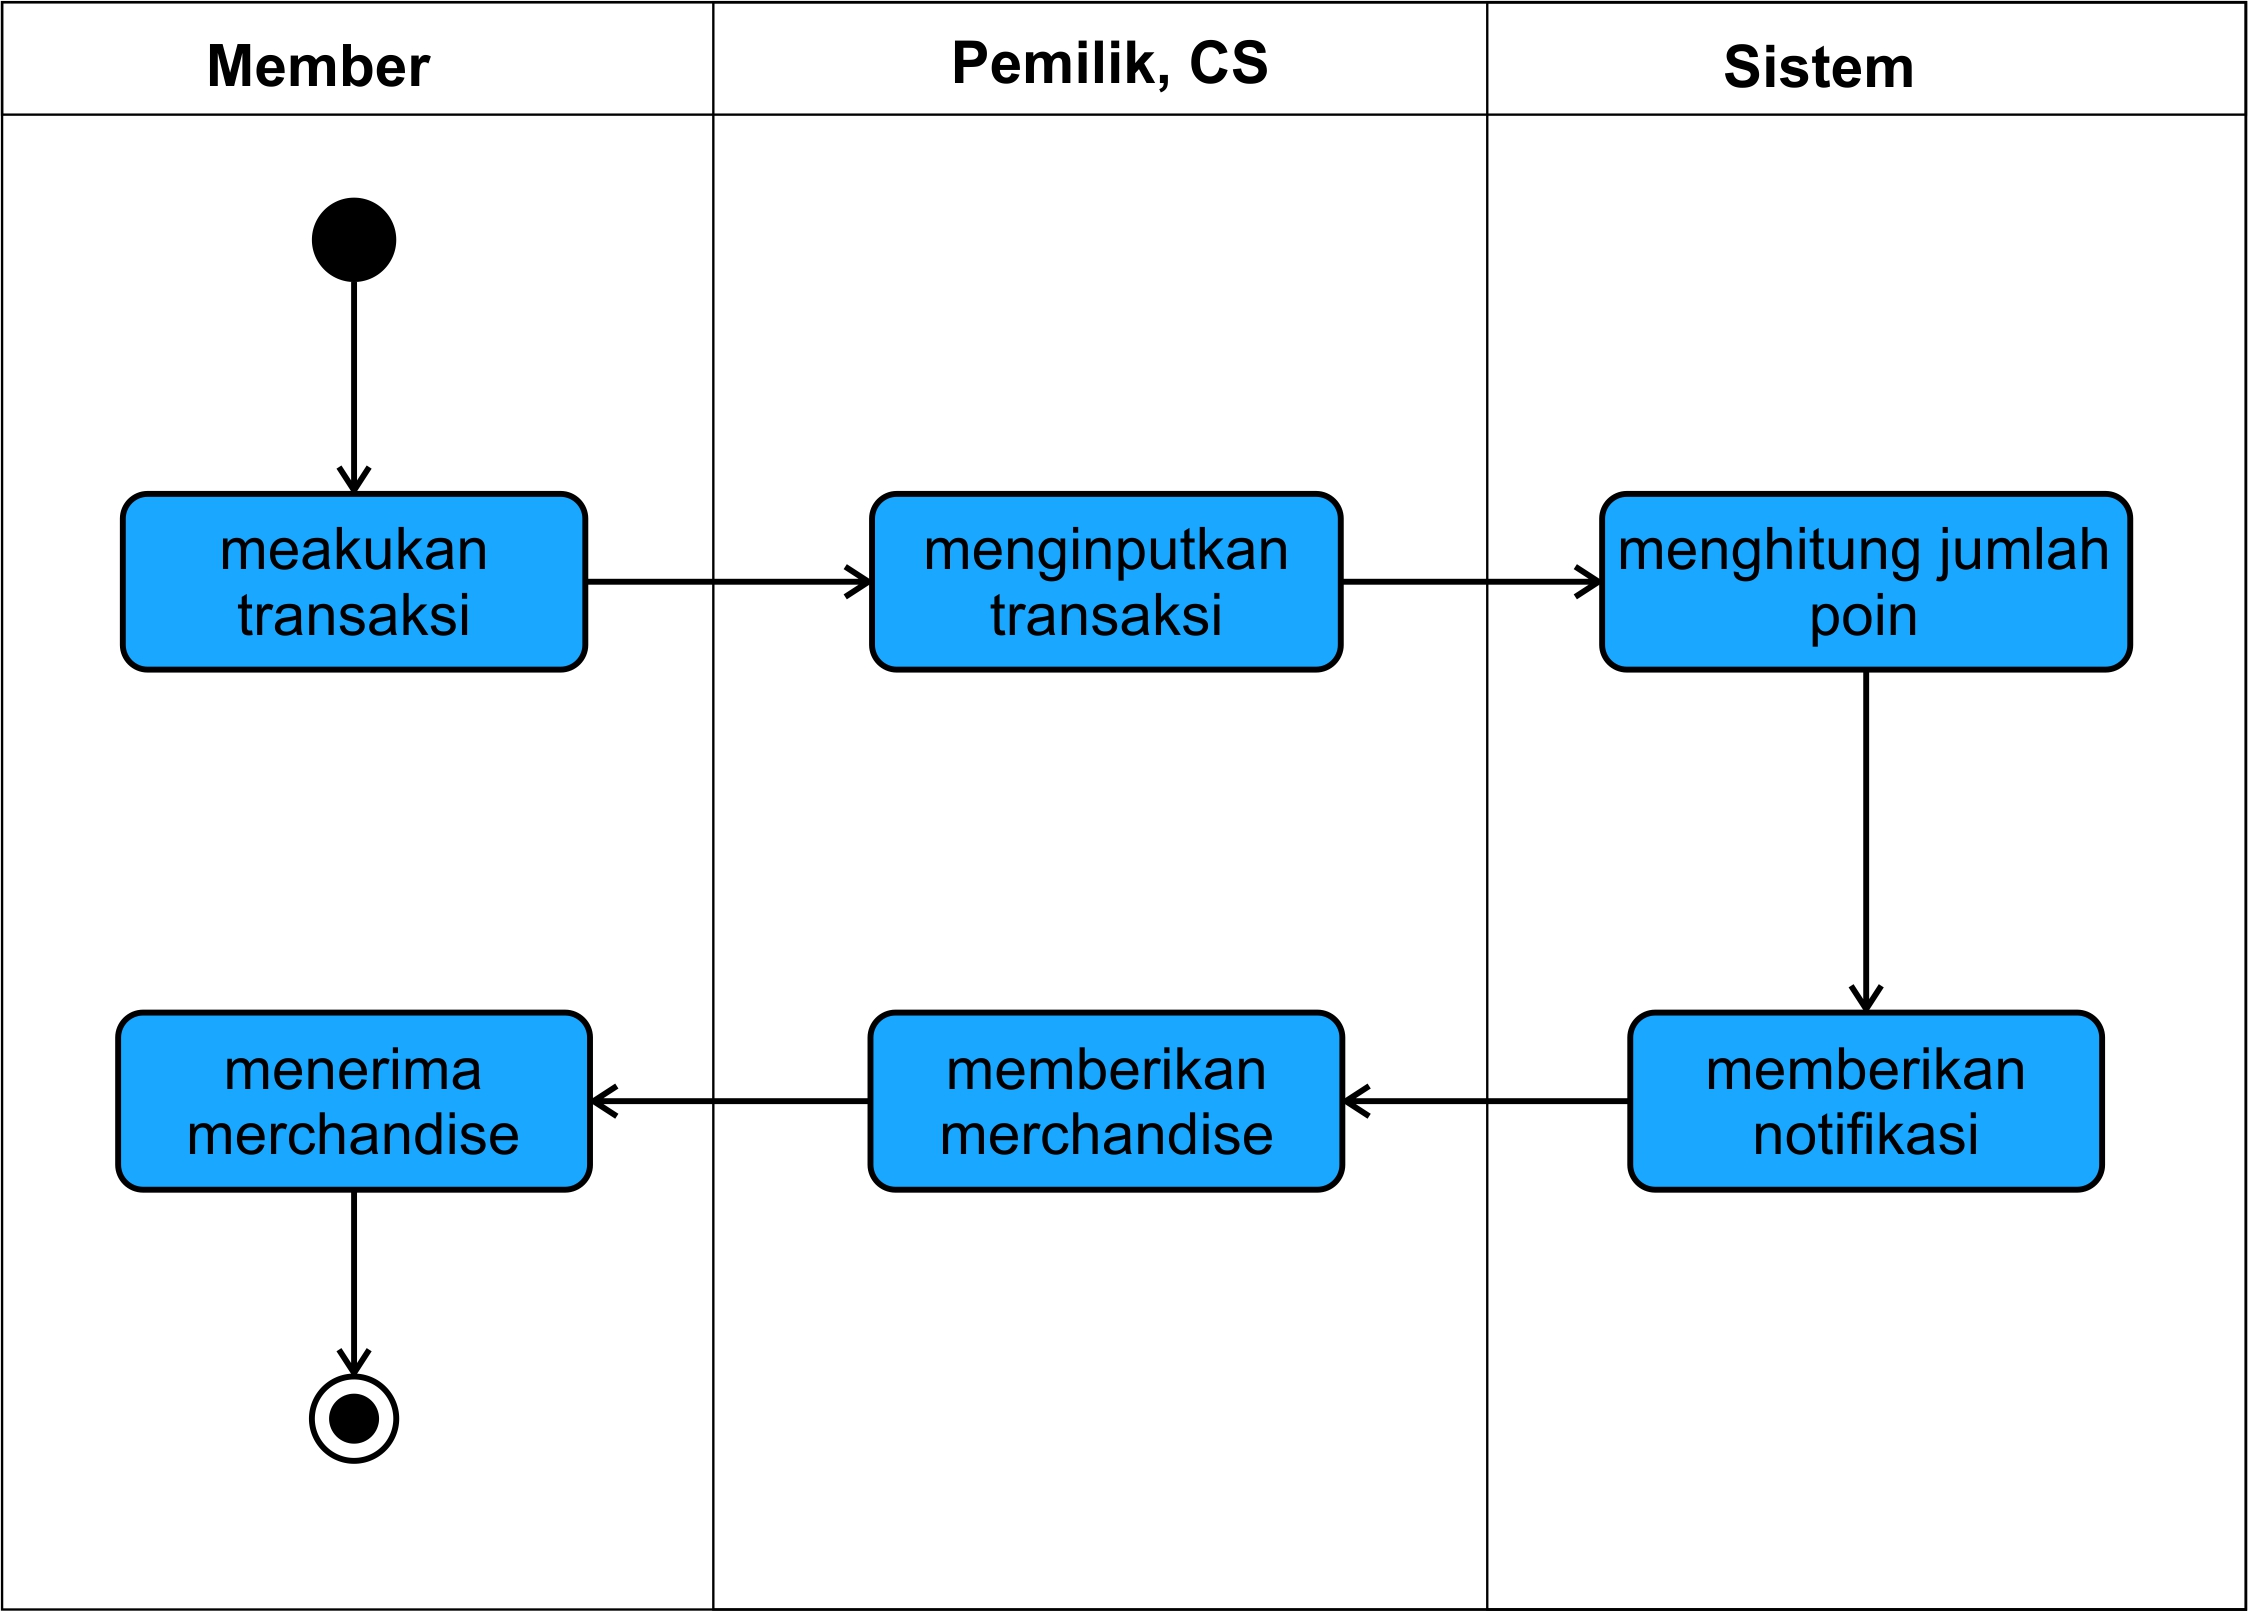 Member
Pemilik, CS
Sistem
meakukan
transaksi
menginputkan
transaksi
menghitung jumlah
poin
menerima
merchandise
memberikan
merchandise
memberikan
notifikasi